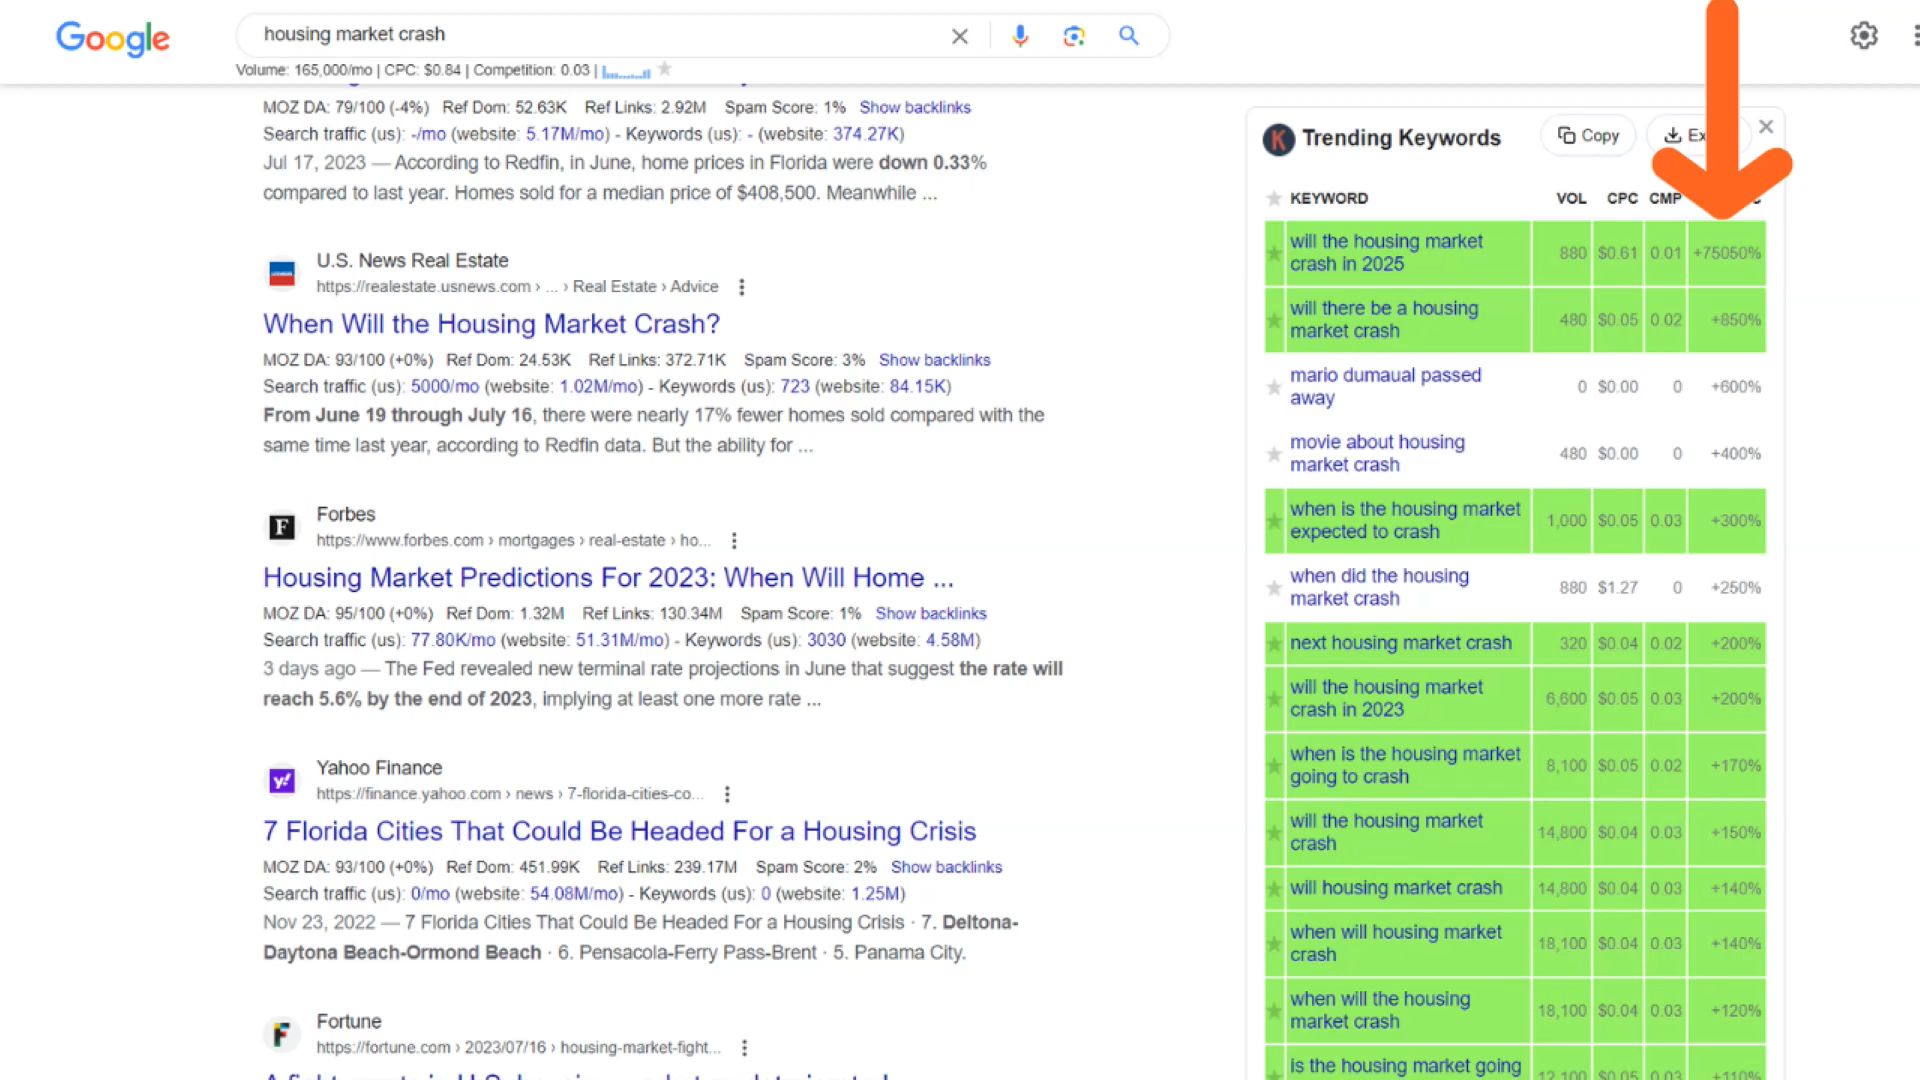 Google
housing market crash
Volume: 165,000/mo | CPC: $0.84 | Competition: 0.03 |
MOZ DA: 79/100 (-4%) Ref Dom: 52.63K Ref Links: 2.92M Spam Score: 1% Show backlinks
Search traffic (us): -/mo (website: 5.17M/mo) - Keywords (us): - (website: 374.27K)
Jul 17, 2023 — According to Redfin, in June, home prices in Florida were down 0.33%
compared to last year. Homes sold for a median price of $408,500. Meanwhile ...
U.S. News Real Estate
https://realestate.usnews.com › ... › Real Estate › Advice
When Will the Housing Market Crash?
MOZ DA: 93/100 (+0%) Ref Dom: 24.53K Ref Links: 372.71K Spam Score: 3% Show backlinks
Search traffic (us): 5000/mo (website: 1.02M/mo) - Keywords (us): 723 (website: 84.15K)
From June 19 through July 16, there were nearly 17% fewer homes sold compared with the
same time last year, according to Redfin data. But the ability for ...
Forbes
https://www.forbes.com › mortgages › real-estate › ho...
Housing Market Predictions For 2023: When Will Home ...
MOZ DA: 95/100 (+0%) Ref Dom: 1.32M Ref Links: 130.34M Spam Score: 1% Show backlinks
Search traffic (us): 77.80K/mo (website: 51.31M/mo) - Keywords (us): 3030 (website: 4.58M)
3 days ago — The Fed revealed new terminal rate projections in June that suggest the rate will
reach 5.6% by the end of 2023, implying at least one more rate ...
Yahoo Finance
https://finance.yahoo.com › news › 7-florida-cities-co...
7 Florida Cities That Could Be Headed For a Housing Crisis
MOZ DA: 93/100 (+0%) Ref Dom: 451.99K Ref Links: 239.17M Spam Score: 2% Show backlinks
Search traffic (us): 0/mo (website: 54.08M/mo) - Keywords (us): 0 (website: 1.25M)
Nov 23, 2022 — 7 Florida Cities That Could Be Headed For a Housing Crisis · 7. Deltona-
Daytona Beach-Ormond Beach · 6. Pensacola-Ferry Pass-Brent · 5. Panama City.
Fortune
https://fortune.com › 2023/07/16 › housing-market-fight...
K Trending Keywords Copy
KEYWORD VOL CPC CMP
will the housing market
crash in 2025 880 $0.61 0.01 +75050%
will there be a housing
market crash 480 $0.05 0.02 +850%
mario dumaual passed
away 0 $0.00 0 +600%
movie about housing
market crash 480 $0.00 0 +400%
when is the housing market
expected to crash 1,000 $0.05 0.03 +300%
when did the housing
market crash 880 $1.27 0 +250%
next housing market crash 320 $0.04 0.02 +200%
will the housing market
crash in 2023 6,600 $0.05 0.03 +200%
when is the housing market
going to crash 8,100 $0.05 0.02 +170%
will the housing market
crash 14,800 $0.04 0.03 +150%
will housing market crash 14,800 $0.04 0.03 +140%
when will housing market
crash 18,100 $0.04 0.03 +140%
when will the housing
market crash 18,100 $0.04 0.03 +120%
is the housing market going
12,100 $0.05 0.03 +110%